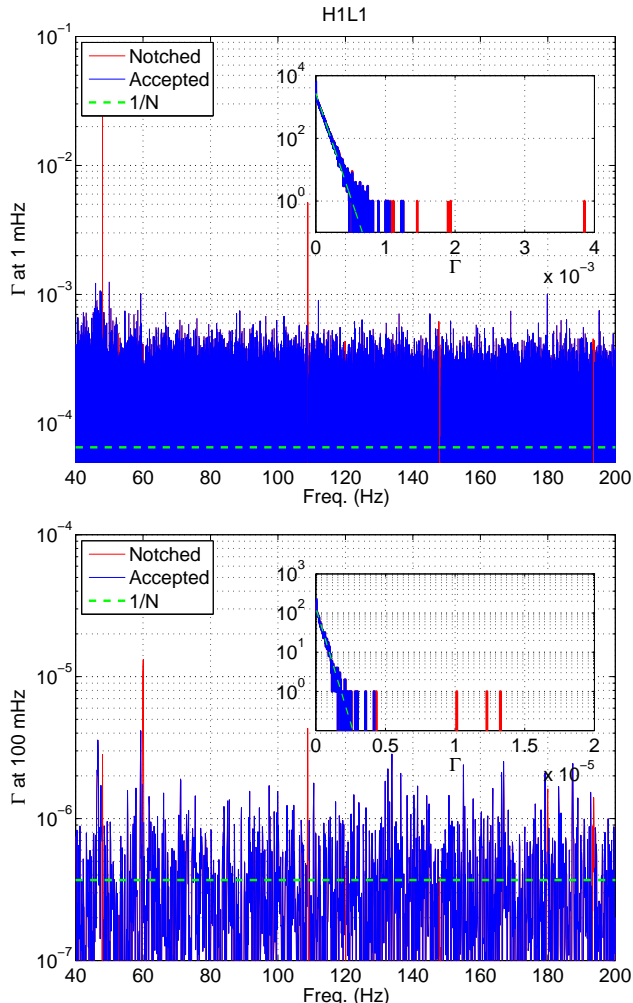 H1L1
10^-1
10^-2
10^-3
10^-4
Γ at 1 mHz
Notched
Accepted
1/N
10^4
10^2
10^0
0 1 2 3 4
Γ
x 10^-3
40 60 80 100 120 140 160 180 200
Freq. (Hz)
10^-4
10^-5
10^-6
10^-7
Γ at 100 mHz
Notched
Accepted
1/N
10^3
10^2
10^1
10^0
0 0.5 1 1.5 2
Γ
x 10^-5
40 60 80 100 120 140 160 180 200
Freq. (Hz)